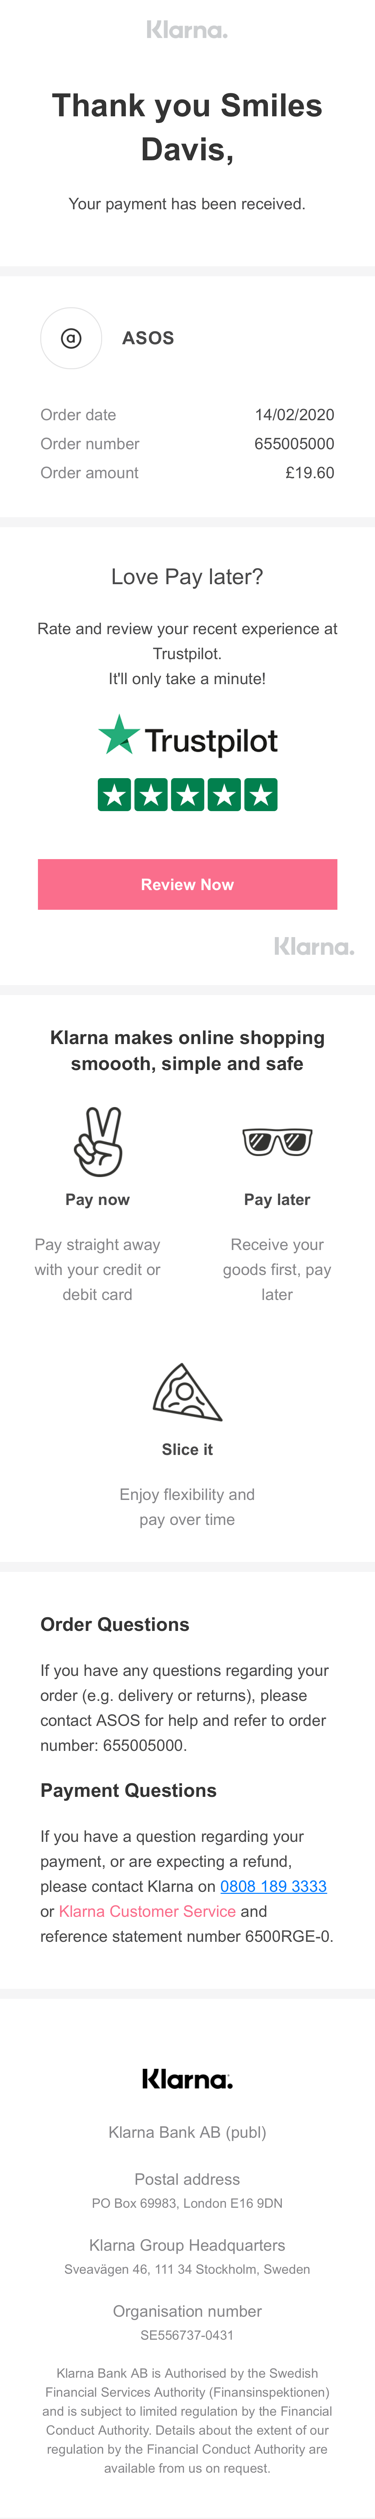 Klarna.
Thank you Smiles
Davis,
Your payment has been received.
a
ASOS
Order date 14/02/2020
Order number 655005000
Order amount £19.60
Love Pay later?
Rate and review your recent experience at
Trustpilot.
It'll only take a minute!
Trustpilot
Review Now
Klarna.
Klarna makes online shopping
smoooth, simple and safe
Pay now
Pay straight away
with your credit or
debit card
Pay later
Receive your
goods first, pay
later
Slice it
Enjoy flexibility and
pay over time
Order Questions
If you have any questions regarding your
order (e.g. delivery or returns), please
contact ASOS for help and refer to order
number: 655005000.
Payment Questions
If you have a question regarding your
payment, or are expecting a refund,
please contact Klarna on 0808 189 3333
or Klarna Customer Service and
reference statement number 6500RGE-0.
Klarna.
Klarna Bank AB (publ)
Postal address
PO Box 69983, London E16 9DN
Klarna Group Headquarters
Sveavägen 46, 111 34 Stockholm, Sweden
Organisation number
SE556737-0431
Klarna Bank AB is Authorised by the Swedish
Financial Services Authority (Finansinspektionen)
and is subject to limited regulation by the Financial
Conduct Authority. Details about the extent of our
regulation by the Financial Conduct Authority are
available from us on request.